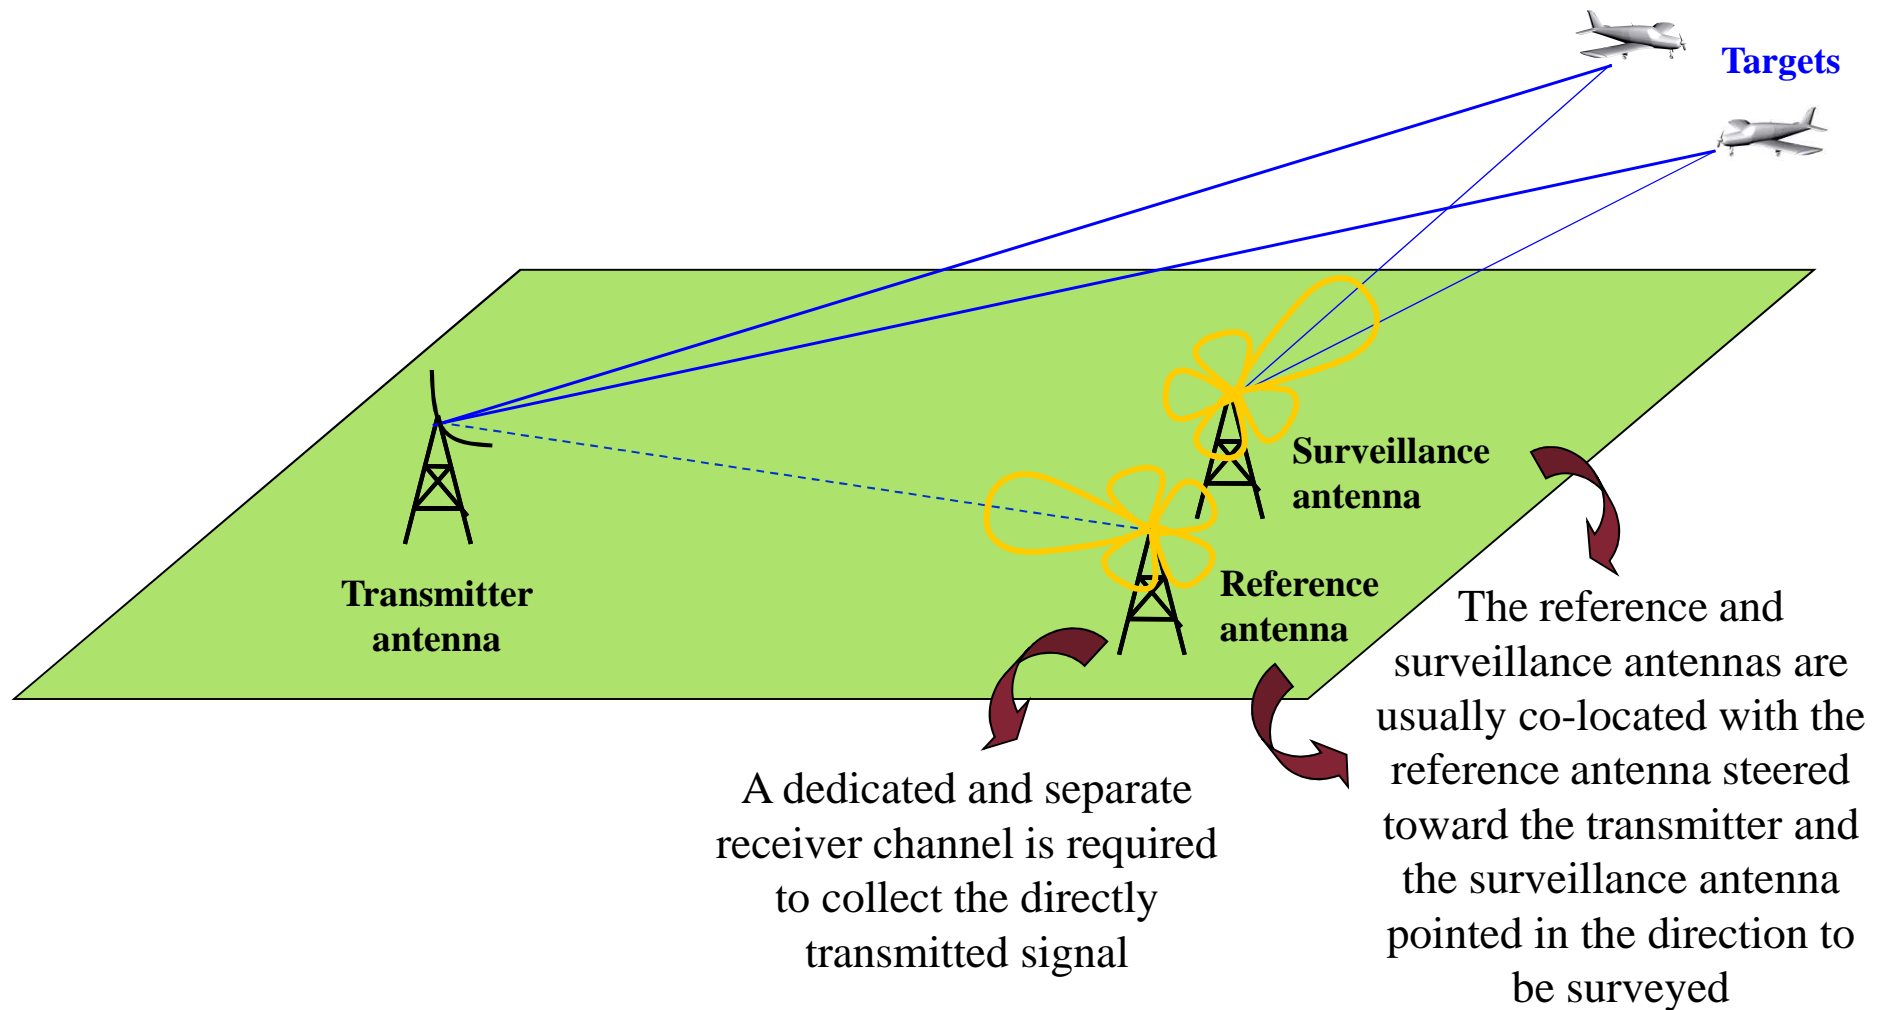 Targets
Surveillance
antenna
Transmitter
antenna
Reference
antenna
A dedicated and separate
receiver channel is required
to collect the directly
transmitted signal
The reference and
surveillance antennas are
usually co-located with the
reference antenna steered
toward the transmitter and
the surveillance antenna
pointed in the direction to
be surveyed